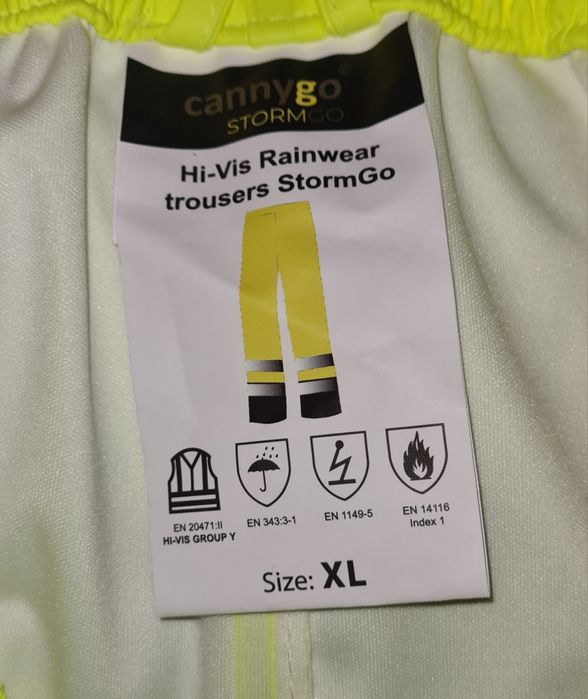 cannygo®
STORMGO
Hi-Vis Rainwear
trousers StormGo
EN 20471:II
HI-VIS GROUP Y
EN 343:3-1
EN 1149-5
EN 14116
Index 1
Size: XL